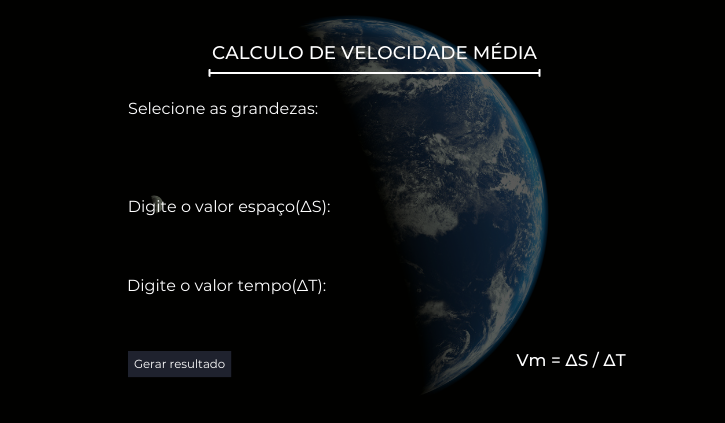 CALCULO DE VELOCIDADE MÉDIA
Selecione as grandezas:
Digite o valor espaço(ΔS):
Digite o valor tempo(ΔT):
Gerar resultado
Vm = ΔS / ΔT